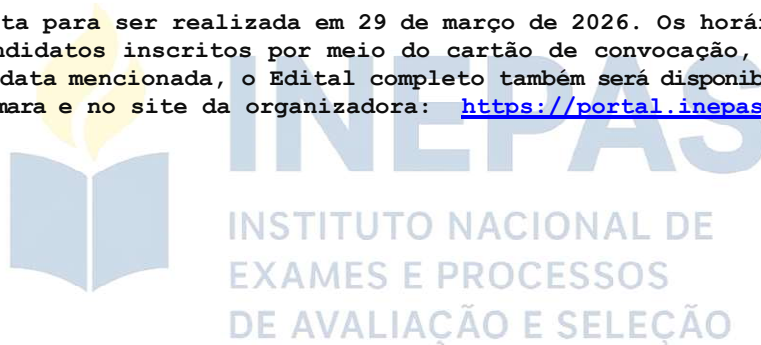 ta para ser realizada em 29 de março de 2026. Os horá
ndidatos inscritos por meio do cartão de convocação,
data mencionada, o Edital completo também será disponib
mara e no site da organizadora: https://portal.inepas
INEPAS
INSTITUTO NACIONAL DE
EXAMES E PROCESSOS
DE AVALIAÇÃO E SELEÇÃO